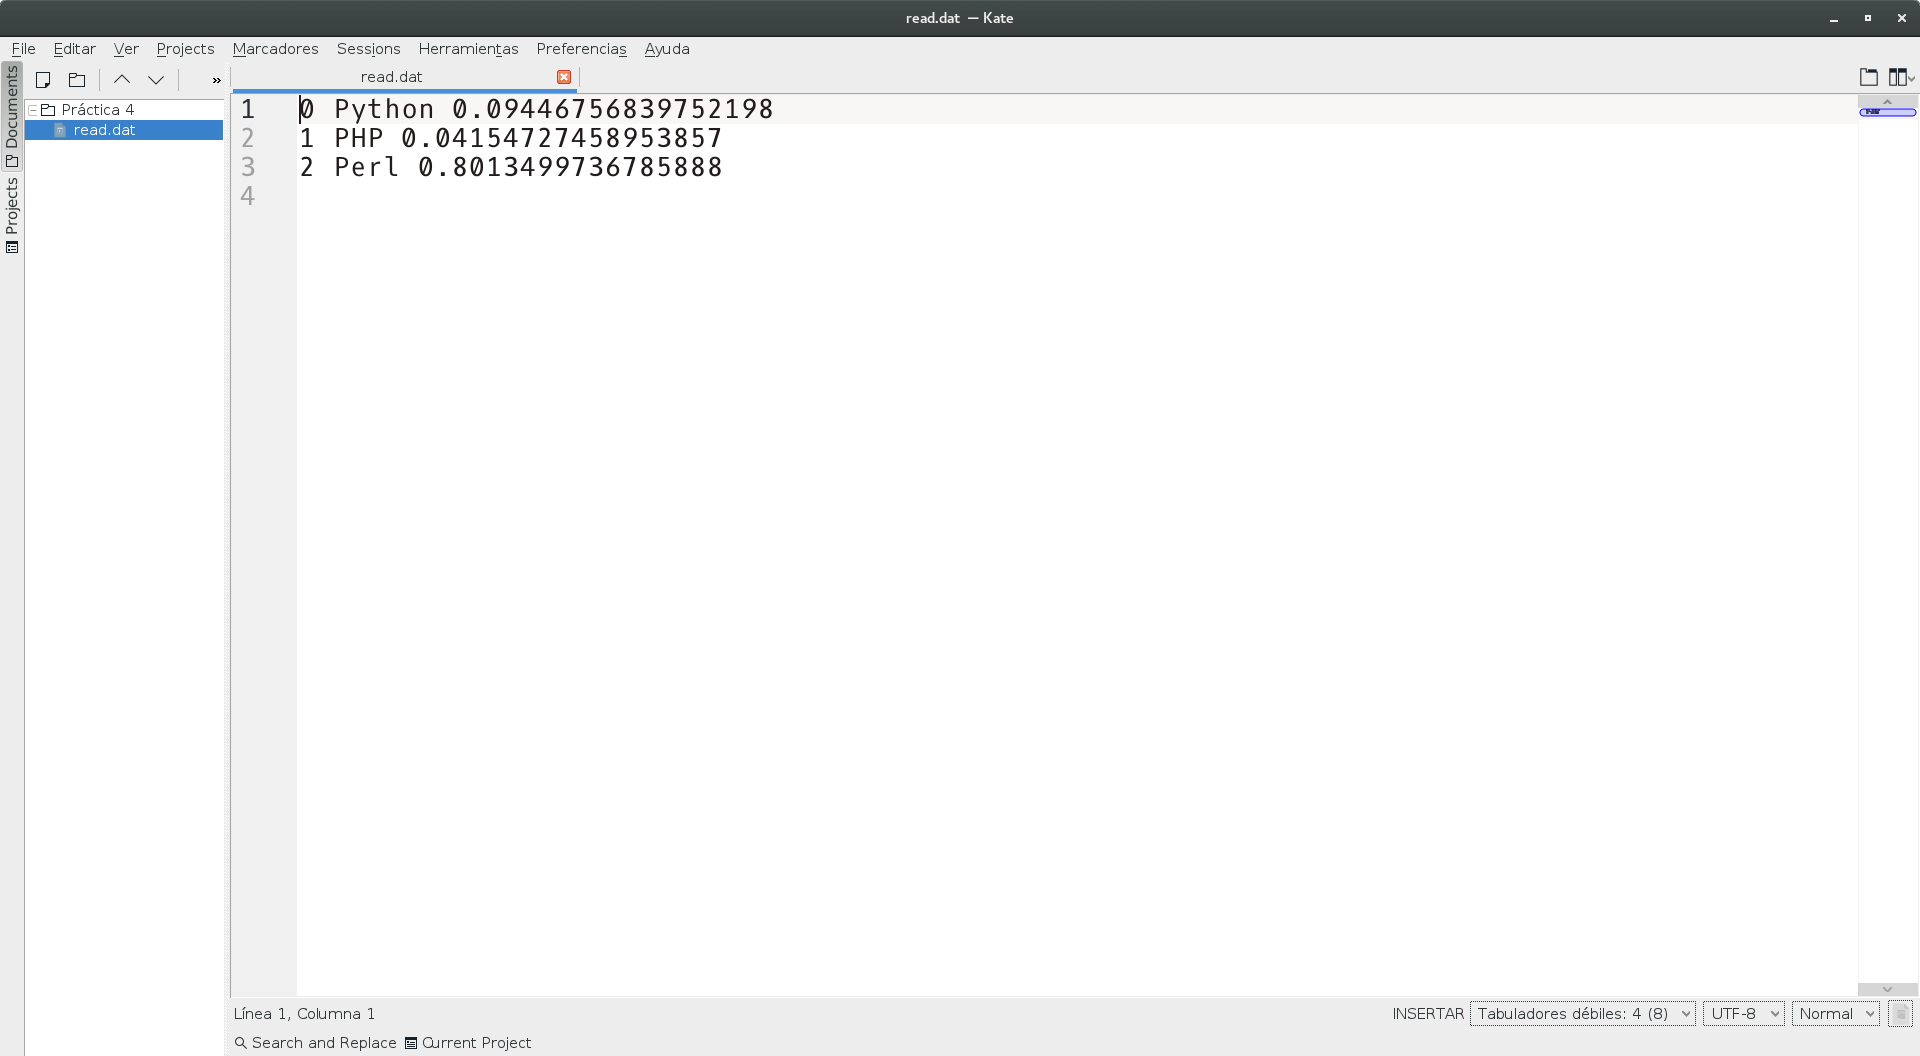 read.dat — Kate
File Editar Ver Projects Marcadores Sessions Herramientas Preferencias Ayuda
»
read.dat
Documents
Projects
Práctica 4
read.dat
1 0 Python 0.09446756839752198
2 1 PHP 0.04154727458953857
3 2 Perl 0.8013499736785888
4
Línea 1, Columna 1
INSERTAR
Tabuladores débiles: 4 (8)
UTF-8
Normal
Search and Replace
Current Project